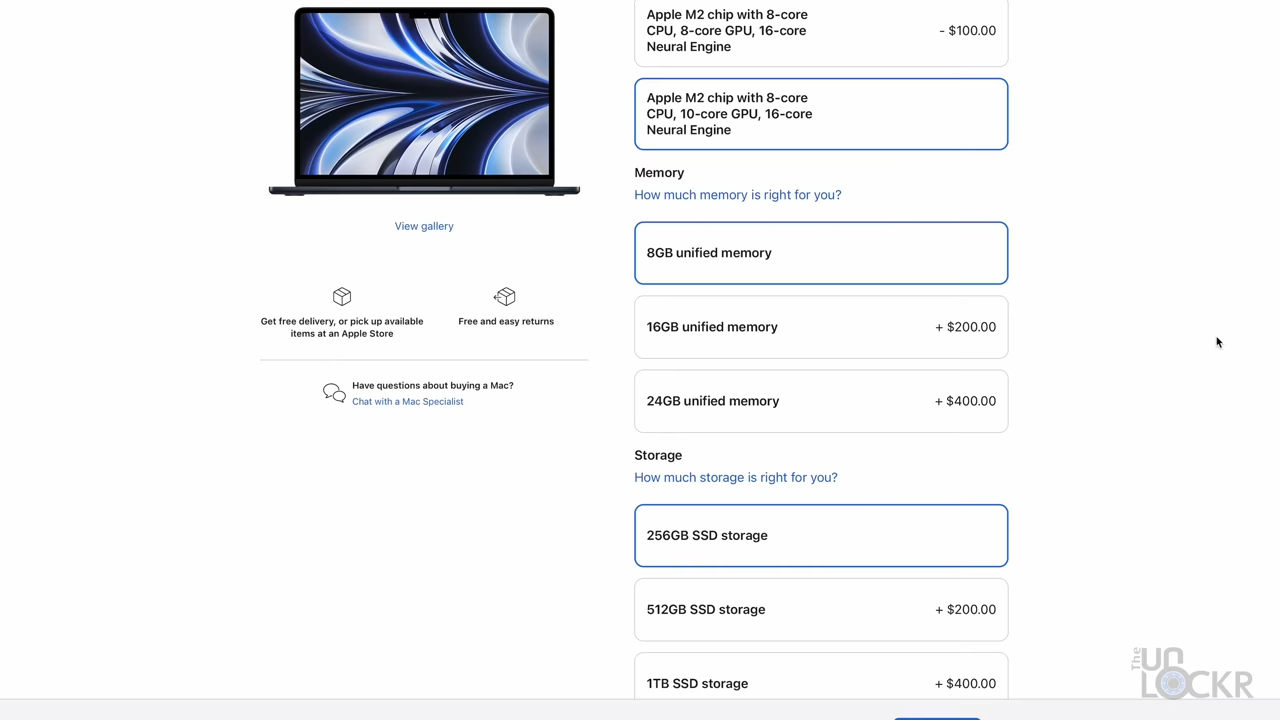 Apple M2 chip with 8-core
CPU, 8-core GPU, 16-core
Neural Engine
- $100.00
Apple M2 chip with 8-core
CPU, 10-core GPU, 16-core
Neural Engine
Memory
How much memory is right for you?
View gallery
8GB unified memory
Get free delivery, or pick up available
items at an Apple Store
Free and easy returns
16GB unified memory
+ $200.00
Have questions about buying a Mac?
Chat with a Mac Specialist
24GB unified memory
+ $400.00
Storage
How much storage is right for you?
256GB SSD storage
512GB SSD storage
+ $200.00
1TB SSD storage
+ $400.00
The
UN
LOCKR